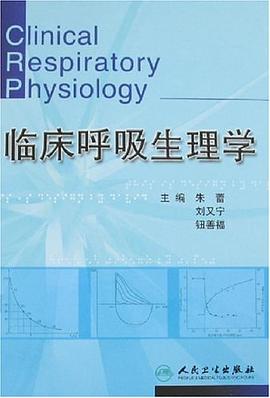 Clinical
Respiratory
Physiology
临床呼吸生理学
主 编 朱 蕾
刘又宁
钮善福
人民卫生出版社